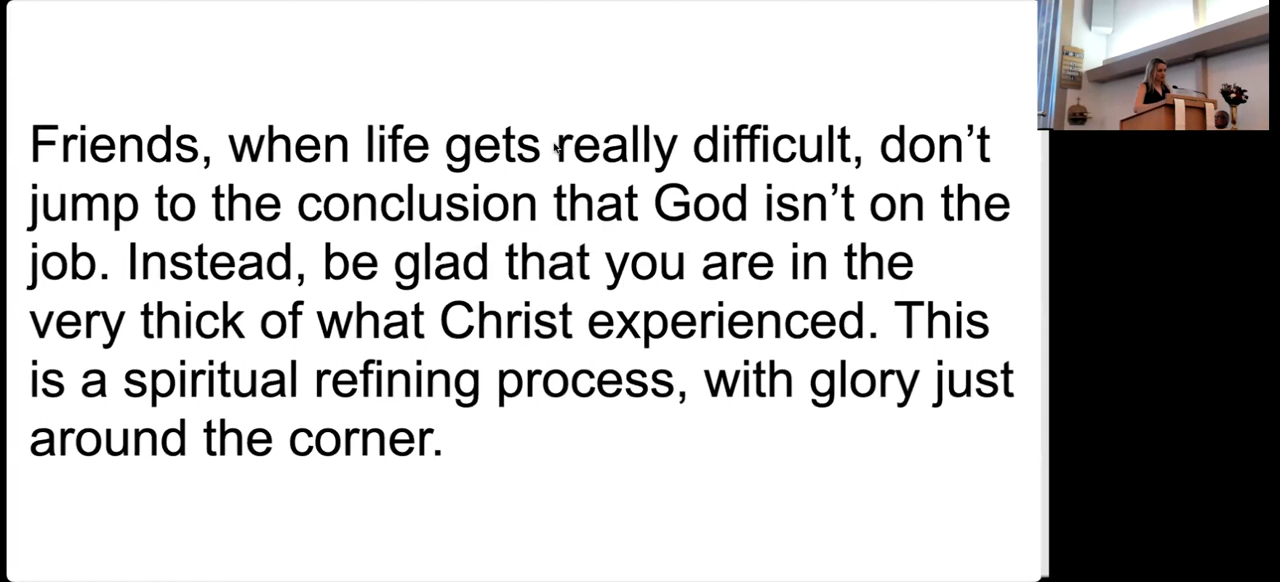 Friends, when life gets really difficult, don’t
jump to the conclusion that God isn’t on the
job. Instead, be glad that you are in the
very thick of what Christ experienced. This
is a spiritual refining process, with glory just
around the corner.